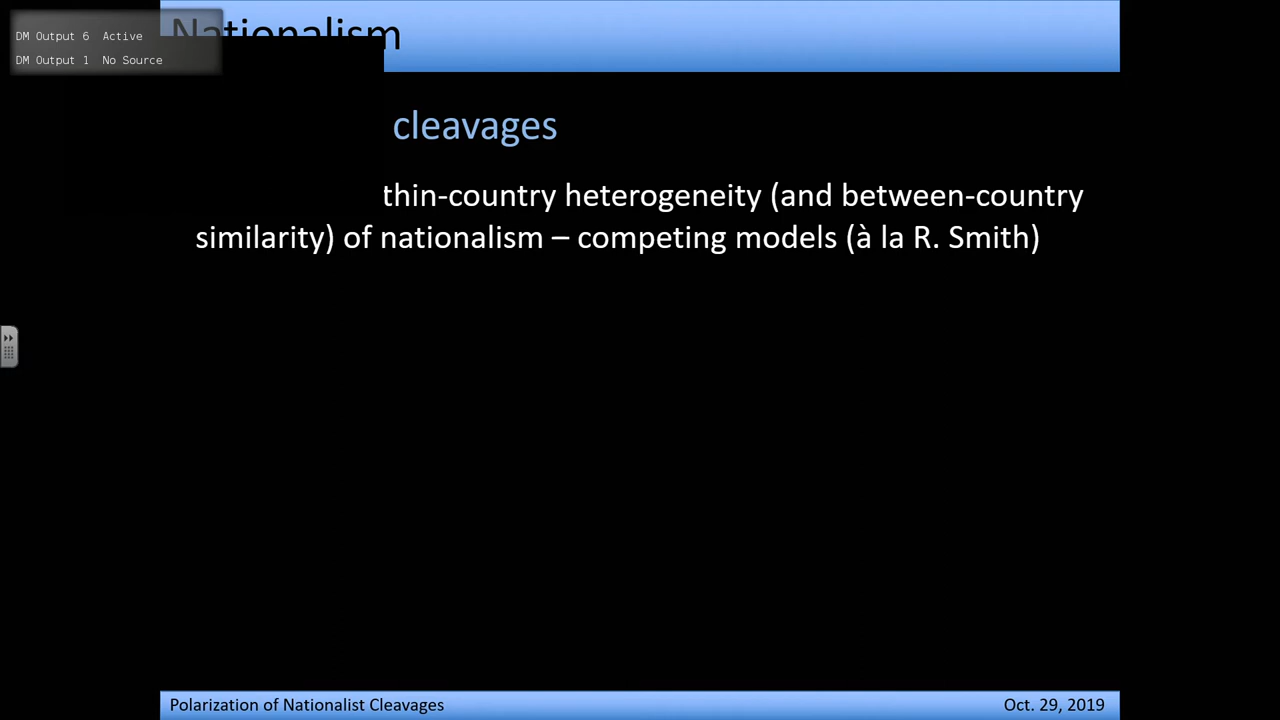 DM Output 6 Active
DM Output 1 No Source
Nationalism
cleavages
thin-country heterogeneity (and between-country
similarity) of nationalism – competing models (à la R. Smith)
Polarization of Nationalist Cleavages
Oct. 29, 2019